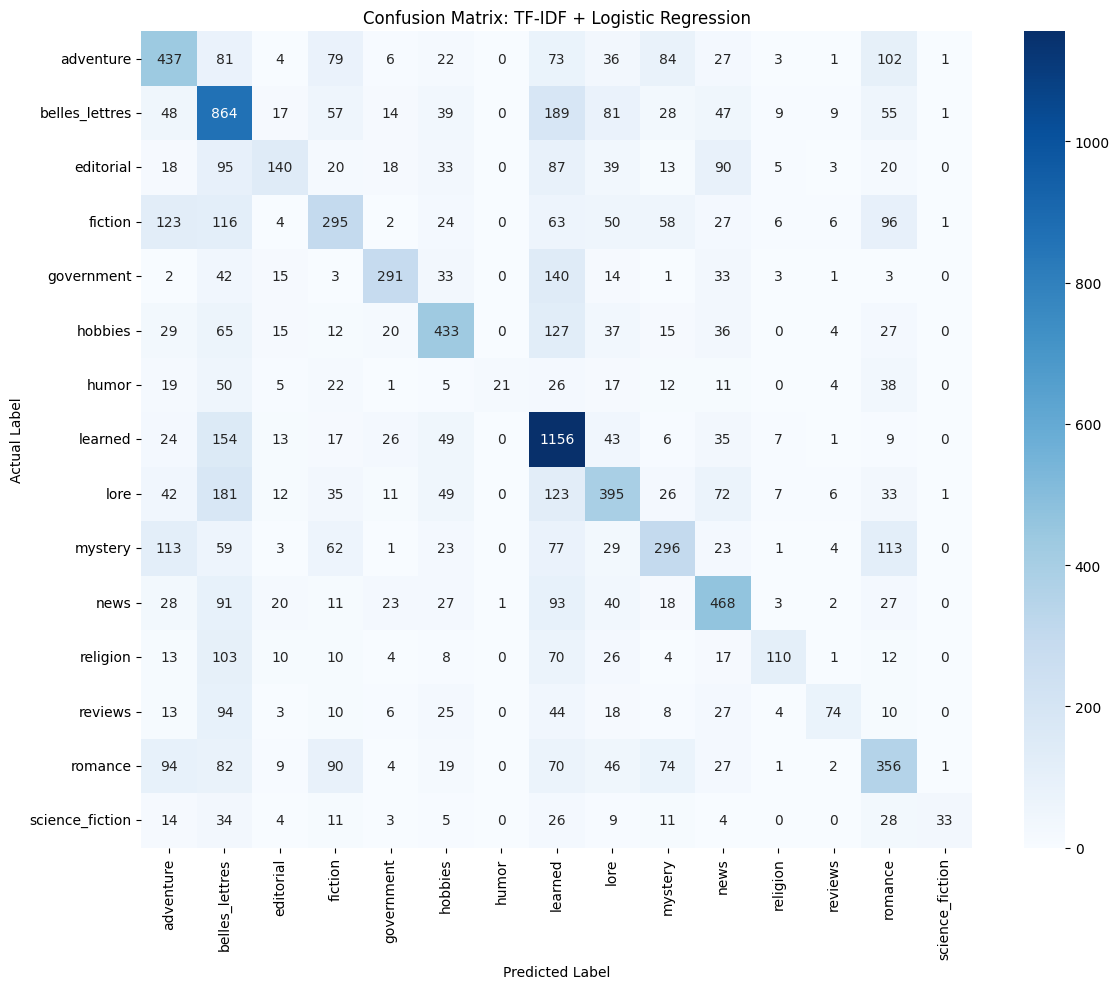 Confusion Matrix: TF-IDF + Logistic Regression
adventure 437 81 4 79 6 22 0 73 36 84 27 3 1 102 1
belles_lettres 48 864 17 57 14 39 0 189 81 28 47 9 9 55 1
editorial 18 95 140 20 18 33 0 87 39 13 90 5 3 20 0
fiction 123 116 4 295 2 24 0 63 50 58 27 6 6 96 1
government 2 42 15 3 291 33 0 140 14 1 33 3 1 3 0
hobbies 29 65 15 12 20 433 0 127 37 15 36 0 4 27 0
humor 19 50 5 22 1 5 21 26 17 12 11 0 4 38 0
learned 24 154 13 17 26 49 0 1156 43 6 35 7 1 9 0
lore 42 181 12 35 11 49 0 123 395 26 72 7 6 33 1
mystery 113 59 3 62 1 23 0 77 29 296 23 1 4 113 0
news 28 91 20 11 23 27 1 93 40 18 468 3 2 27 0
religion 13 103 10 10 4 8 0 70 26 4 17 110 1 12 0
reviews 13 94 3 10 6 25 0 44 18 8 27 4 74 10 0
romance 94 82 9 90 4 19 0 70 46 74 27 1 2 356 1
science_fiction 14 34 4 11 3 5 0 26 9 11 4 0 0 28 33
adventure belles_lettres editorial fiction government hobbies humor learned lore mystery news religion reviews romance science_fiction
Predicted Label
Actual Label
1000
800
600
400
200
0